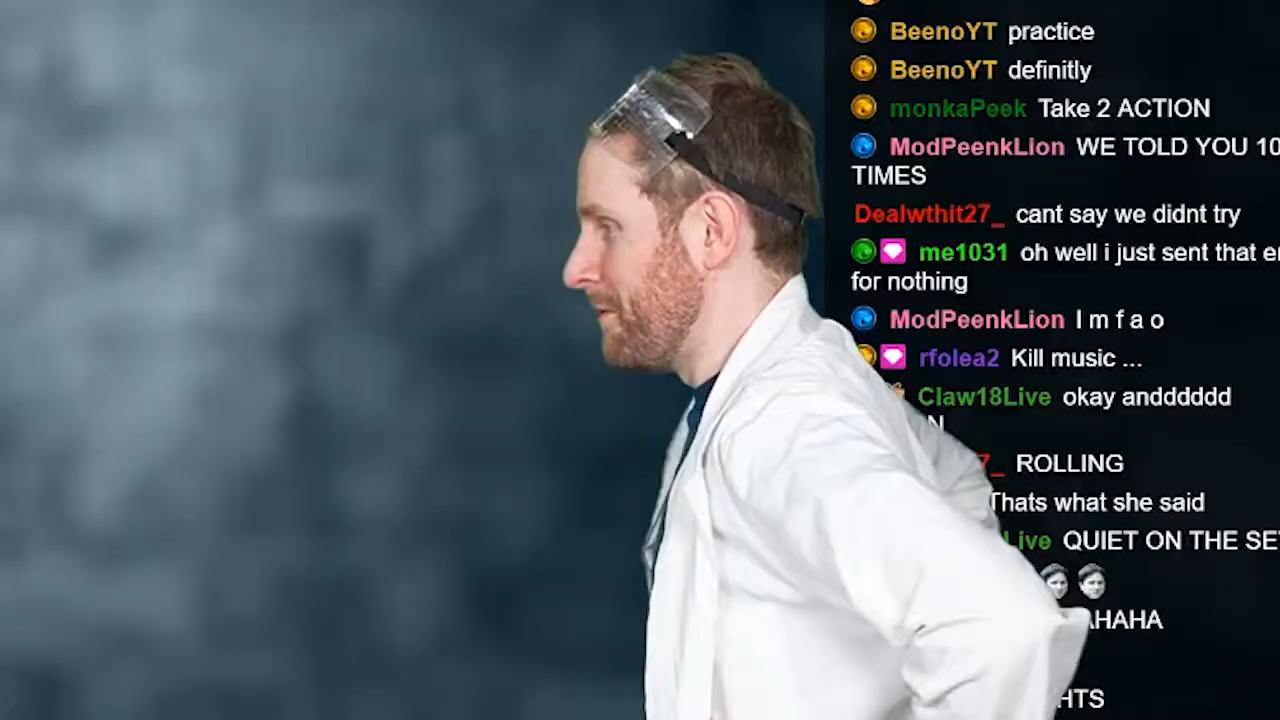 BeenoYT practice
BeenoYT definitly
monkaPeek Take 2 ACTION
ModPeenkLion WE TOLD YOU 10
TIMES
Dealwthit27_ cant say we didnt try
me1031 oh well i just sent that
for nothing
ModPeenkLion l m f a o
rfolea2 Kill music ...
Claw18Live okay andddddd
N
7_ ROLLING
Thats what she said
Live QUIET ON THE SE
AHAHA
HTS